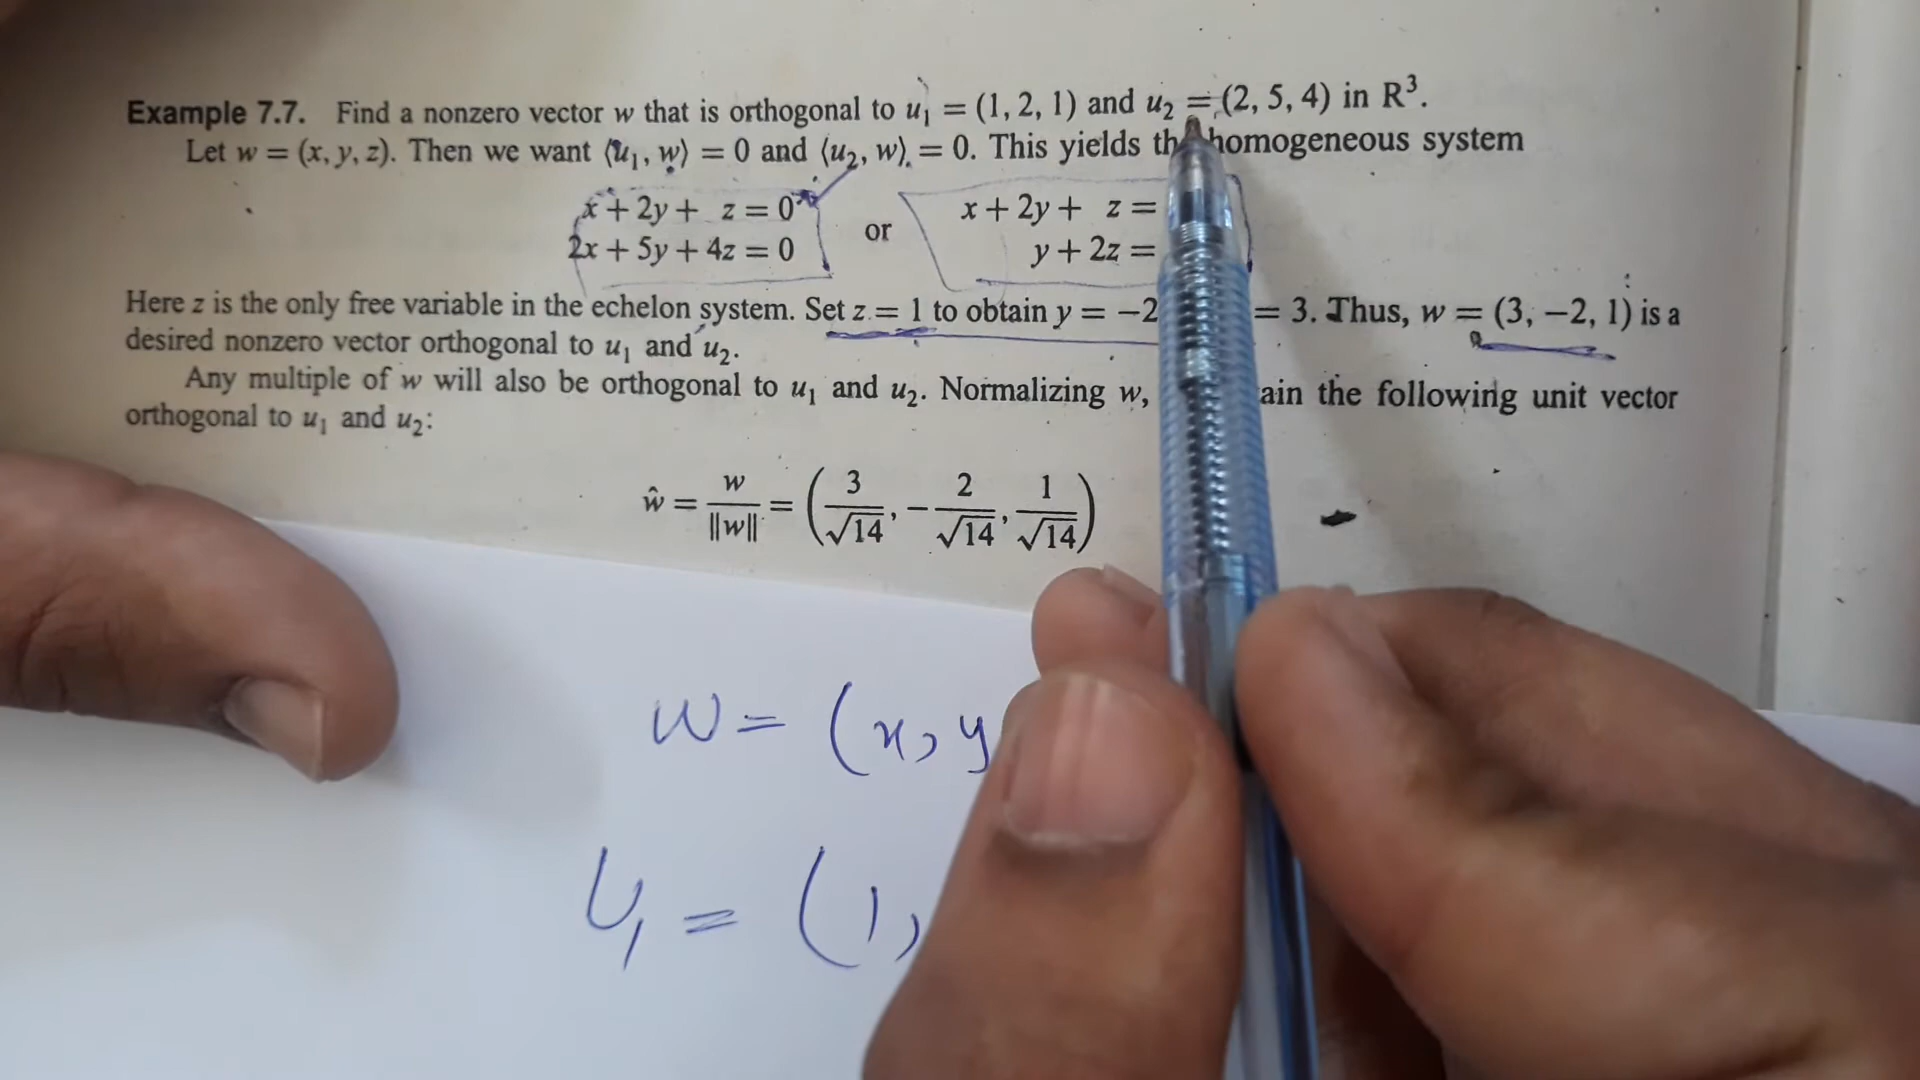 Example 7.7. Find a nonzero vector w that is orthogonal to u₁ = (1, 2, 1) and u₂ = (2, 5, 4) in R³.
Let w = (x, y, z). Then we want ⟨u₁, w⟩ = 0 and ⟨u₂, w⟩ = 0. This yields homogeneous system
x + 2y + z = 0 or x + 2y + z =
2x + 5y + 4z = 0 y + 2z =
Here z is the only free variable in the echelon system. Set z = 1 to obtain y = −2 = 3. Thus, w = (3, −2, 1) is a
desired nonzero vector orthogonal to u₁ and u₂.
Any multiple of w will also be orthogonal to u₁ and u₂. Normalizing w, the following unit vector
orthogonal to u₁ and u₂:
ŵ = w/‖w‖ = (3/√14, −2/√14, 1/√14)
w = (x, y
u₁ = (1,